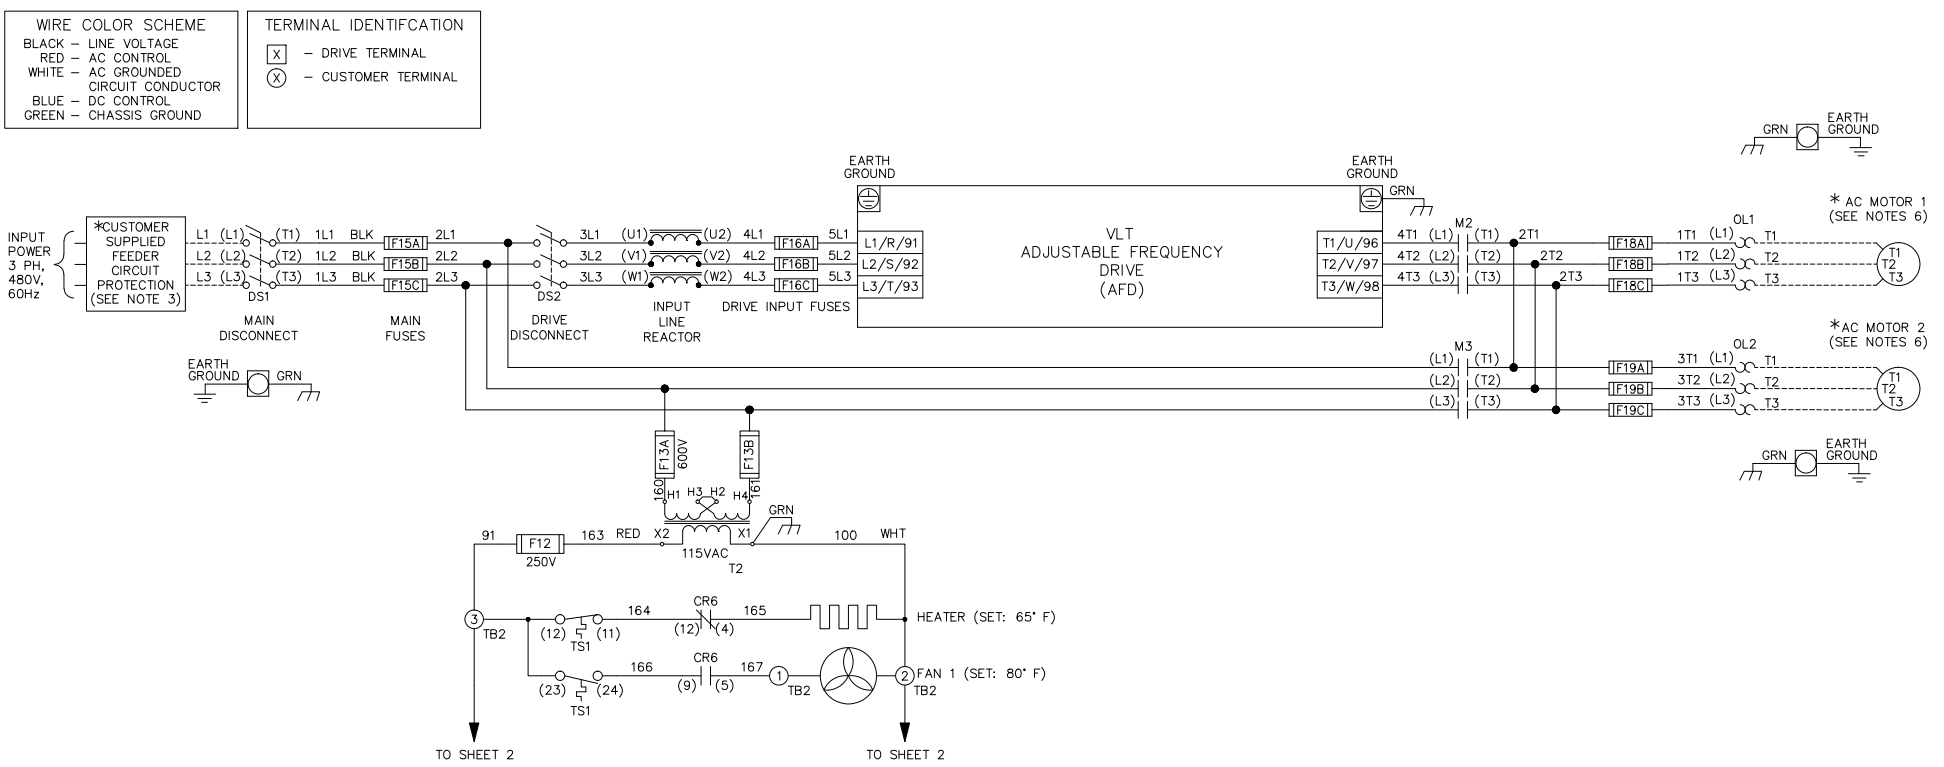 WIRE COLOR SCHEME
BLACK – LINE VOLTAGE
RED – AC CONTROL
WHITE – AC GROUNDED
CIRCUIT CONDUCTOR
BLUE – DC CONTROL
GREEN – CHASSIS GROUND
TERMINAL IDENTIFCATION
X – DRIVE TERMINAL
X – CUSTOMER TERMINAL
GRN
EARTH
GROUND
EARTH
GROUND
EARTH
GROUND
GRN
INPUT
POWER
3 PH,
480V,
60Hz
*CUSTOMER
SUPPLIED
FEEDER
CIRCUIT
PROTECTION
(SEE NOTE 3)
L1 (L1) (T1) 1L1 BLK F15A 2L1 3L1 (U1) (U2) 4L1 F16A 5L1 L1/R/91
L2 (L2) (T2) 1L2 BLK F15B 2L2 3L2 (V1) (V2) 4L2 F16B 5L2 L2/S/92
L3 (L3) (T3) 1L3 BLK F15C 2L3 3L3 (W1) (W2) 4L3 F16C 5L3 L3/T/93
DS1
DS2
MAIN
DISCONNECT
MAIN
FUSES
DRIVE
DISCONNECT
INPUT
LINE
REACTOR
DRIVE INPUT FUSES
VLT
ADJUSTABLE FREQUENCY
DRIVE
(AFD)
M2
OL1
* AC MOTOR 1
(SEE NOTES 6)
T1/U/96 4T1 (L1) (T1) 2T1 F18A 1T1 (L1) T1 T1
T2/V/97 4T2 (L2) (T2) 2T2 F18B 1T2 (L2) T2 T2
T3/W/98 4T3 (L3) (T3) 2T3 F18C 1T3 (L3) T3 T3
M3
OL2
*AC MOTOR 2
(SEE NOTES 6)
(L1) (T1) F19A 3T1 (L1) T1 T1
(L2) (T2) F19B 3T2 (L2) T2 T2
(L3) (T3) F19C 3T3 (L3) T3 T3
EARTH
GROUND
GRN
GRN
EARTH
GROUND
F13A
600V
F13B
160
H1 H3 H2 H4
161
GRN
91 F12 163 RED X2 X1 100 WHT
250V
115VAC
T2
3
TB2
164 CR6 165
(12) (11) (12) (4)
TS1
HEATER (SET: 65° F)
166 CR6 167 1 2
(23) (24) (9) (5) TB2 TB2
TS1
FAN 1 (SET: 80° F)
TO SHEET 2
TO SHEET 2